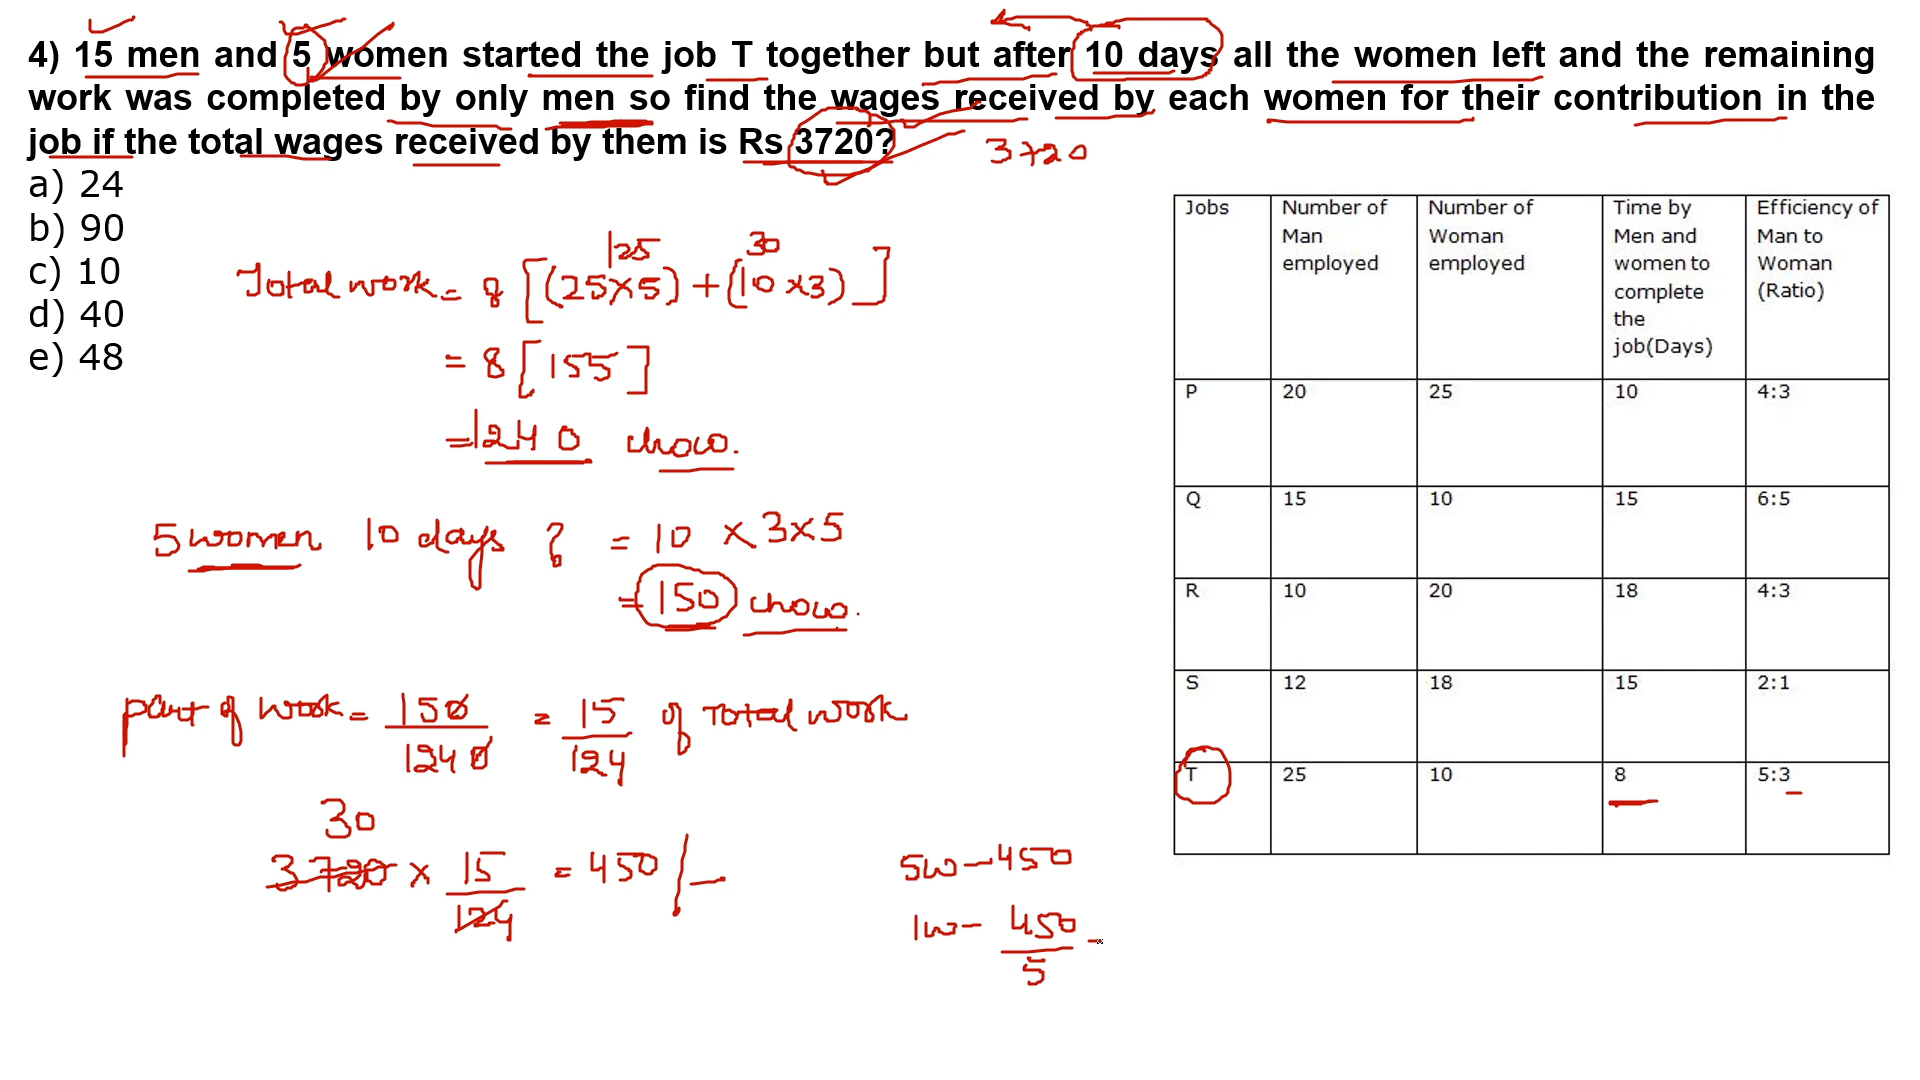 4) 15 men and 5 women started the job T together but after 10 days all the women left and the remaining
work was completed by only men so find the wages received by each women for their contribution in the
job if the total wages received by them is Rs 3720?
3720
a) 24
b) 90
c) 10
d) 40
e) 48
125 30
Total work = 8 [(25×5) + (10 ×3)]
= 8 [155]
= 1240 chow.
5 women 10 days ? = 10 × 3×5
= 150 chow.
part of work = 150/1240 = 15/124 of Total work
30
3720 × 15/124 = 450/-
5w – 450
1w – 450/5 –
Jobs
Number of
Man
employed
Number of
Woman
employed
Time by
Men and
women to
complete
the
job(Days)
Efficiency of
Man to
Woman
(Ratio)
P 20 25 10 4:3
Q 15 10 15 6:5
R 10 20 18 4:3
S 12 18 15 2:1
T 25 10 8 5:3